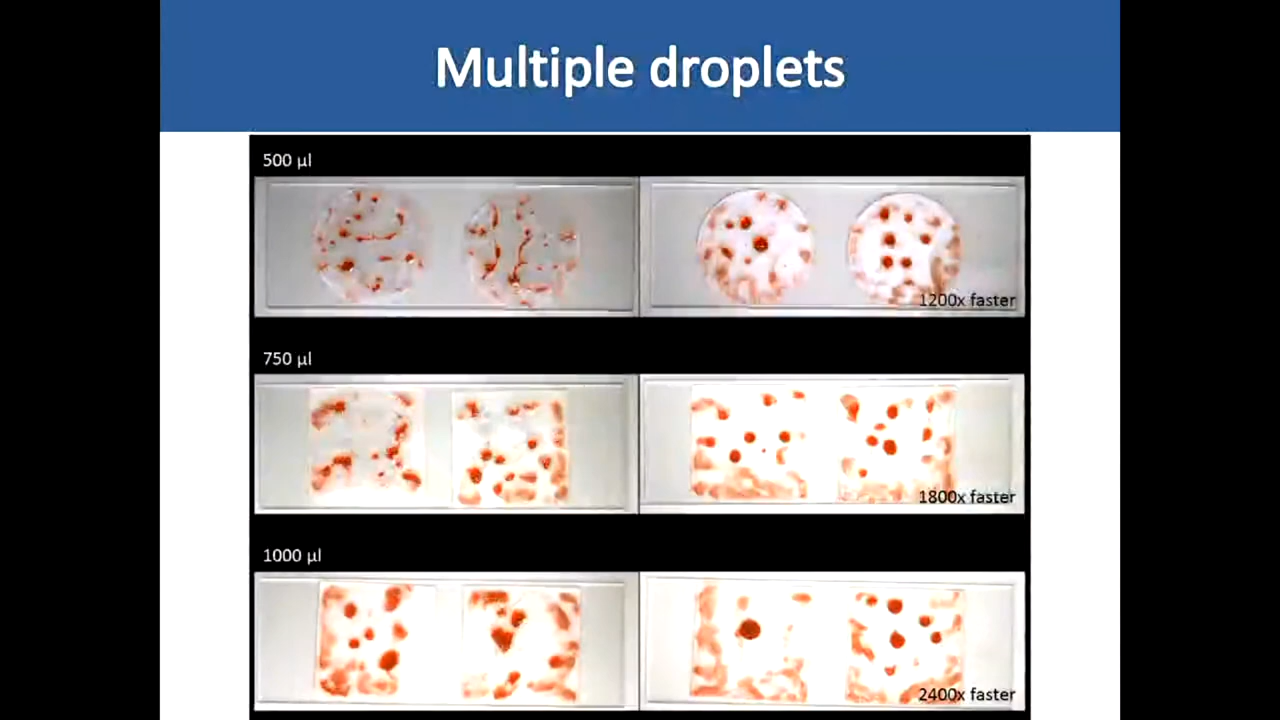 Multiple droplets
500 µl
1200x faster
750 µl
1800x faster
1000 µl
2400x faster